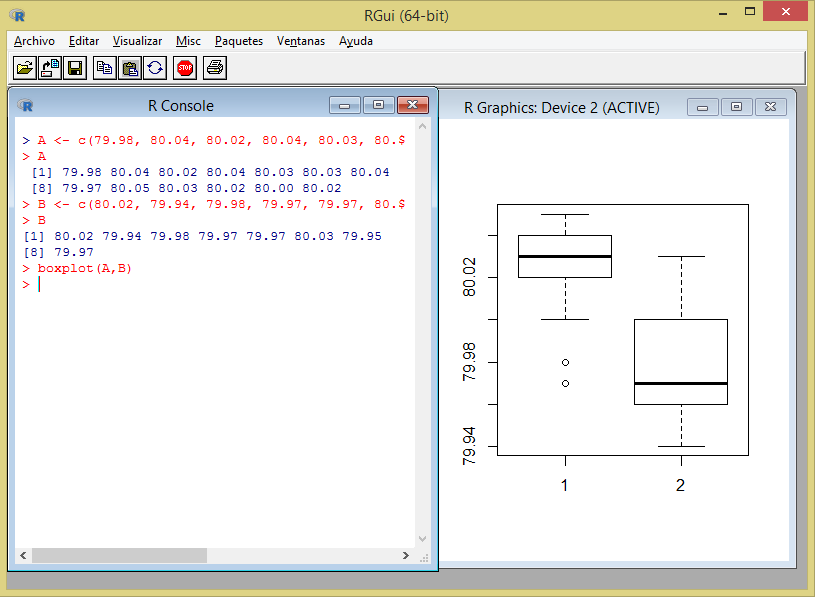 RGui (64-bit)
Archivo Editar Visualizar Misc Paquetes Ventanas Ayuda
STOP
R Console
> A <- c(79.98, 80.04, 80.02, 80.04, 80.03, 80.$
> A
[1] 79.98 80.04 80.02 80.04 80.03 80.03 80.04
[8] 79.97 80.05 80.03 80.02 80.00 80.02
> B <- c(80.02, 79.94, 79.98, 79.97, 79.97, 80.$
> B
[1] 80.02 79.94 79.98 79.97 79.97 80.03 79.95
[8] 79.97
> boxplot(A,B)
>
R Graphics: Device 2 (ACTIVE)
80.02
79.98
79.94
1 2